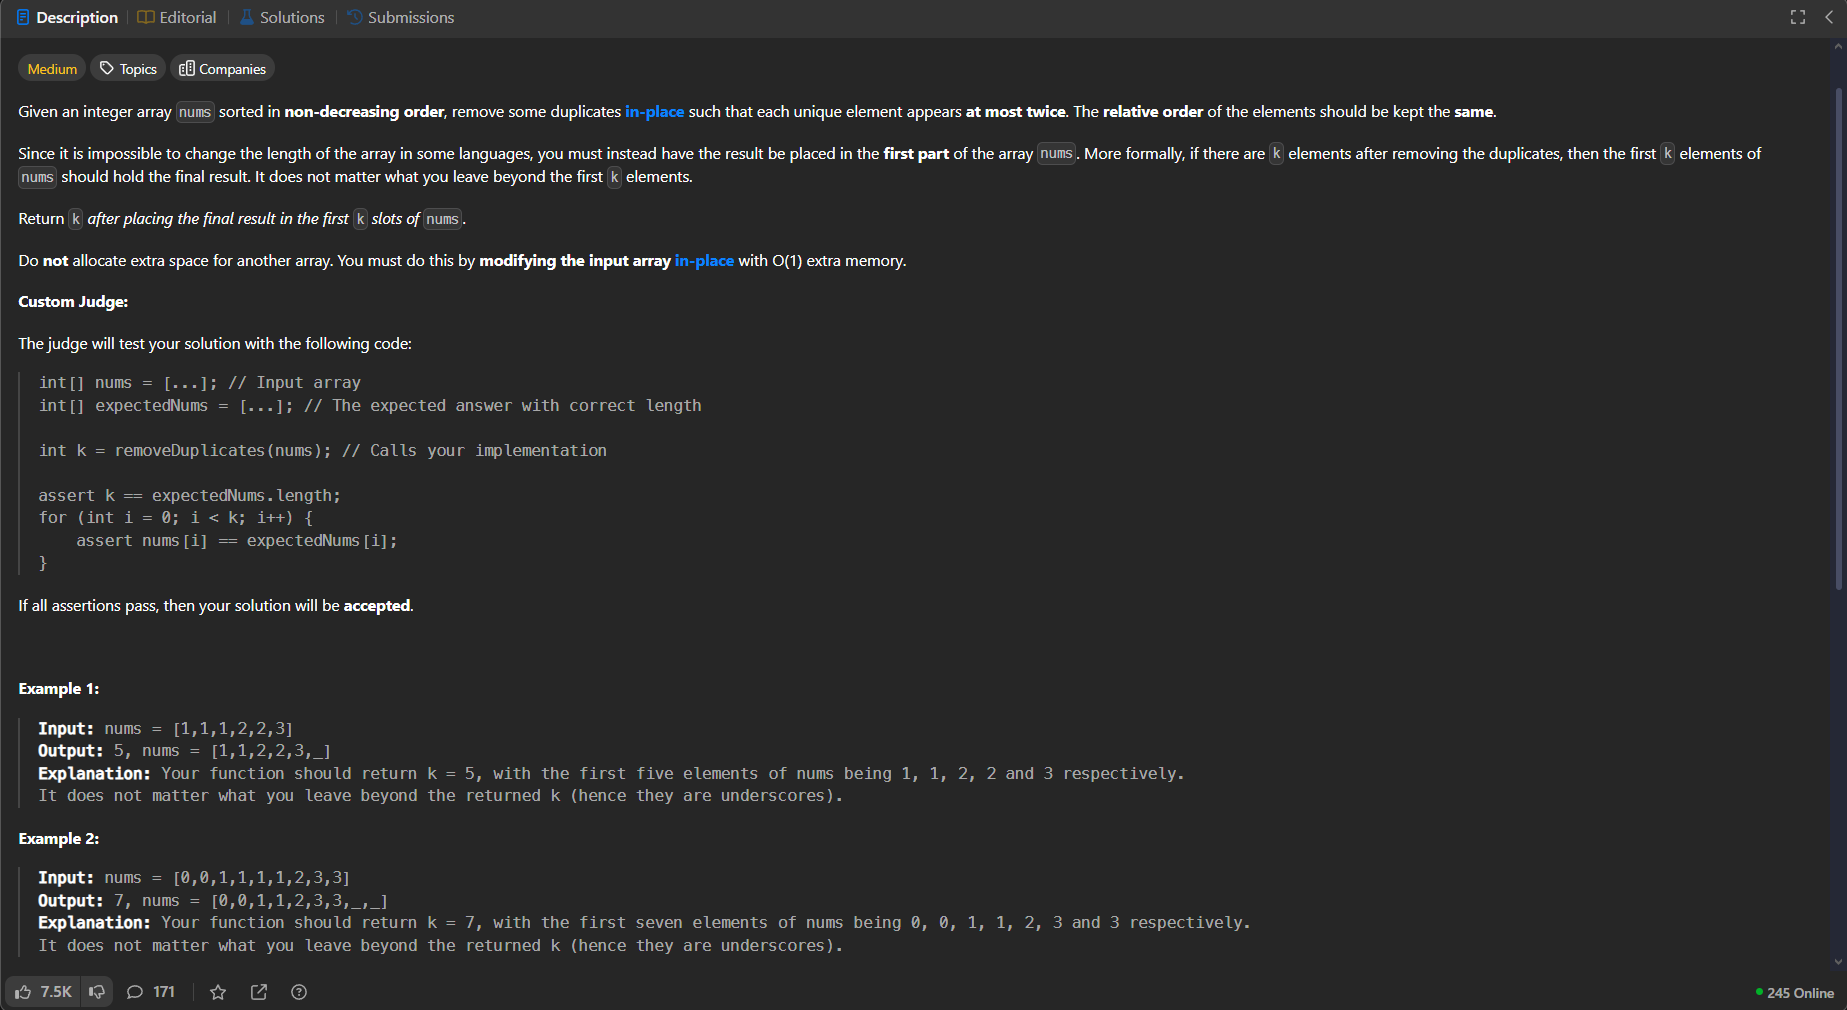 Description Editorial Solutions Submissions
Medium Topics Companies
Given an integer array nums sorted in non-decreasing order, remove some duplicates in-place such that each unique element appears at most twice. The relative order of the elements should be kept the same.
Since it is impossible to change the length of the array in some languages, you must instead have the result be placed in the first part of the array nums. More formally, if there are k elements after removing the duplicates, then the first k elements of
nums should hold the final result. It does not matter what you leave beyond the first k elements.
Return k after placing the final result in the first k slots of nums.
Do not allocate extra space for another array. You must do this by modifying the input array in-place with O(1) extra memory.
Custom Judge:
The judge will test your solution with the following code:
int[] nums = [...]; // Input array
int[] expectedNums = [...]; // The expected answer with correct length
int k = removeDuplicates(nums); // Calls your implementation
assert k == expectedNums.length;
for (int i = 0; i < k; i++) {
    assert nums[i] == expectedNums[i];
}
If all assertions pass, then your solution will be accepted.
Example 1:
Input: nums = [1,1,1,2,2,3]
Output: 5, nums = [1,1,2,2,3,_]
Explanation: Your function should return k = 5, with the first five elements of nums being 1, 1, 2, 2 and 3 respectively.
It does not matter what you leave beyond the returned k (hence they are underscores).
Example 2:
Input: nums = [0,0,1,1,1,1,2,3,3]
Output: 7, nums = [0,0,1,1,2,3,3,_,_]
Explanation: Your function should return k = 7, with the first seven elements of nums being 0, 0, 1, 1, 2, 3 and 3 respectively.
It does not matter what you leave beyond the returned k (hence they are underscores).
7.5K 171 245 Online